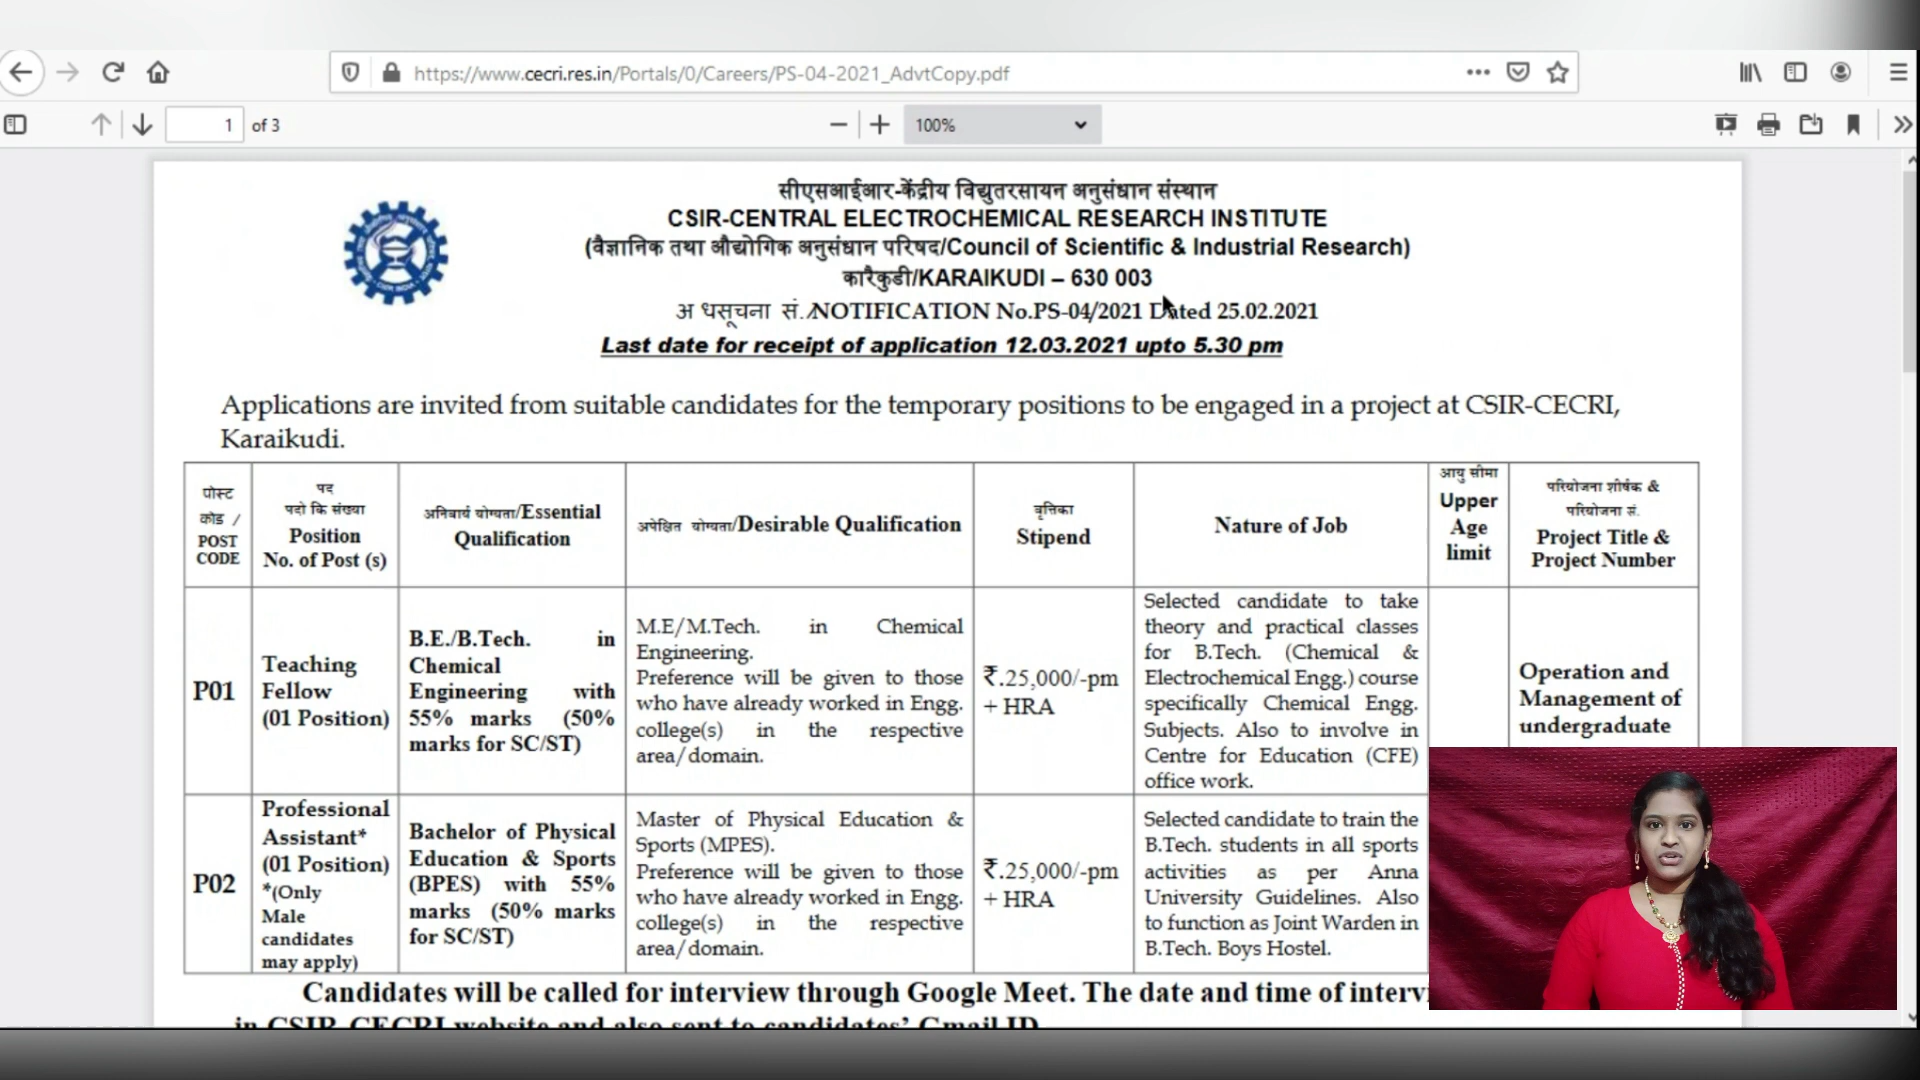 https://www.cecri.res.in/Portals/0/Careers/PS-04-2021_AdvtCopy.pdf
1 of 3
100%
सीएसआईआर-केंद्रीय विद्युतरसायन अनुसंधान संस्थान
CSIR-CENTRAL ELECTROCHEMICAL RESEARCH INSTITUTE
(वैज्ञानिक तथा औद्योगिक अनुसंधान परिषद/Council of Scientific & Industrial Research)
कारैकुडी/KARAIKUDI – 630 003
अ धसूचना सं./NOTIFICATION No.PS-04/2021 Dated 25.02.2021
Last date for receipt of application 12.03.2021 upto 5.30 pm
Applications are invited from suitable candidates for the temporary positions to be engaged in a project at CSIR-CECRI,
Karaikudi.
पोस्ट
कोड /
POST
CODE
पद
पदो कि संख्या
Position
No. of Post (s)
अनिवार्य योग्यता/Essential
Qualification
अपेक्षित योग्यता/Desirable Qualification
वृत्तिका
Stipend
Nature of Job
आयु सीमा
Upper
Age
limit
परियोजना शीर्षक &
परियोजना सं.
Project Title &
Project Number
P01
Teaching
Fellow
(01 Position)
B.E./B.Tech. in
Chemical
Engineering with
55% marks (50%
marks for SC/ST)
M.E/M.Tech. in Chemical
Engineering.
Preference will be given to those
who have already worked in Engg.
college(s) in the respective
area/domain.
₹.25,000/-pm
+ HRA
Selected candidate to take
theory and practical classes
for B.Tech. (Chemical &
Electrochemical Engg.) course
specifically Chemical Engg.
Subjects. Also to involve in
Centre for Education (CFE)
office work.
Operation and
Management of
undergraduate
P02
Professional
Assistant*
(01 Position)
*(Only
Male
candidates
may apply)
Bachelor of Physical
Education & Sports
(BPES) with 55%
marks (50% marks
for SC/ST)
Master of Physical Education &
Sports (MPES).
Preference will be given to those
who have already worked in Engg.
college(s) in the respective
area/domain.
₹.25,000/-pm
+ HRA
Selected candidate to train the
B.Tech. students in all sports
activities as per Anna
University Guidelines. Also
to function as Joint Warden in
B.Tech. Boys Hostel.
Candidates will be called for interview through Google Meet. The date and time of interv
in CSIR-CECRI website and also sent to candidates' Gmail ID